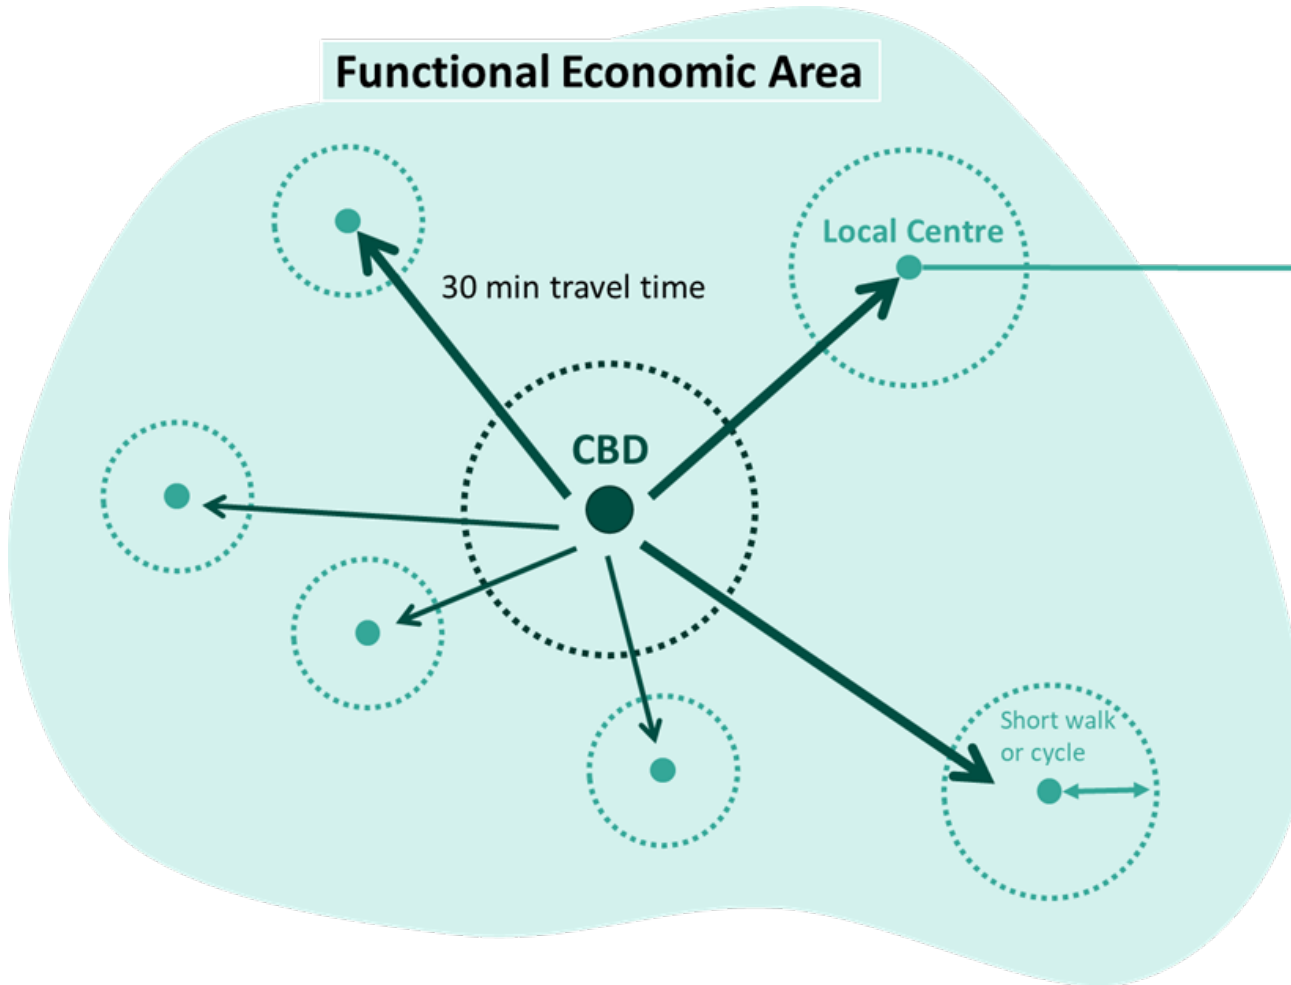 Functional Economic Area
Local Centre
30 min travel time
CBD
Short walk
or cycle